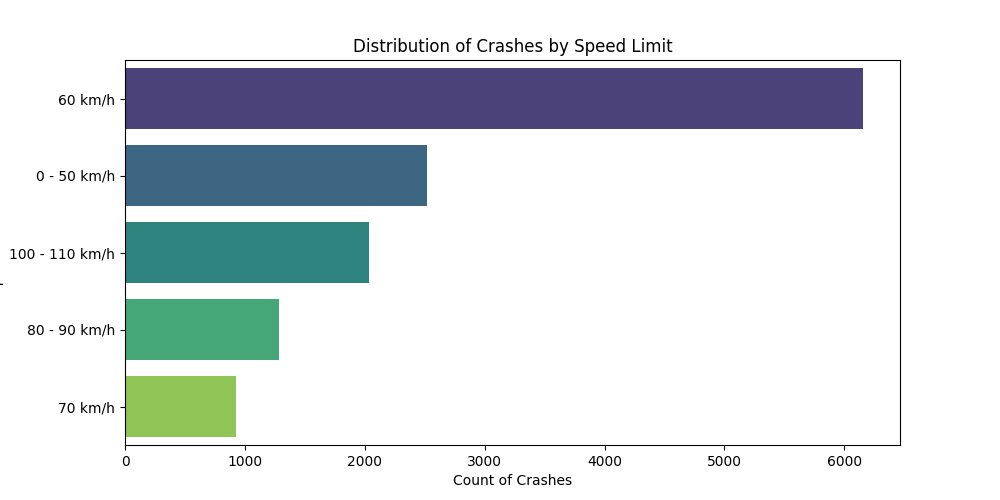 Distribution of Crashes by Speed Limit
60 km/h
0 - 50 km/h
100 - 110 km/h
80 - 90 km/h
70 km/h
0 1000 2000 3000 4000 5000 6000
Count of Crashes